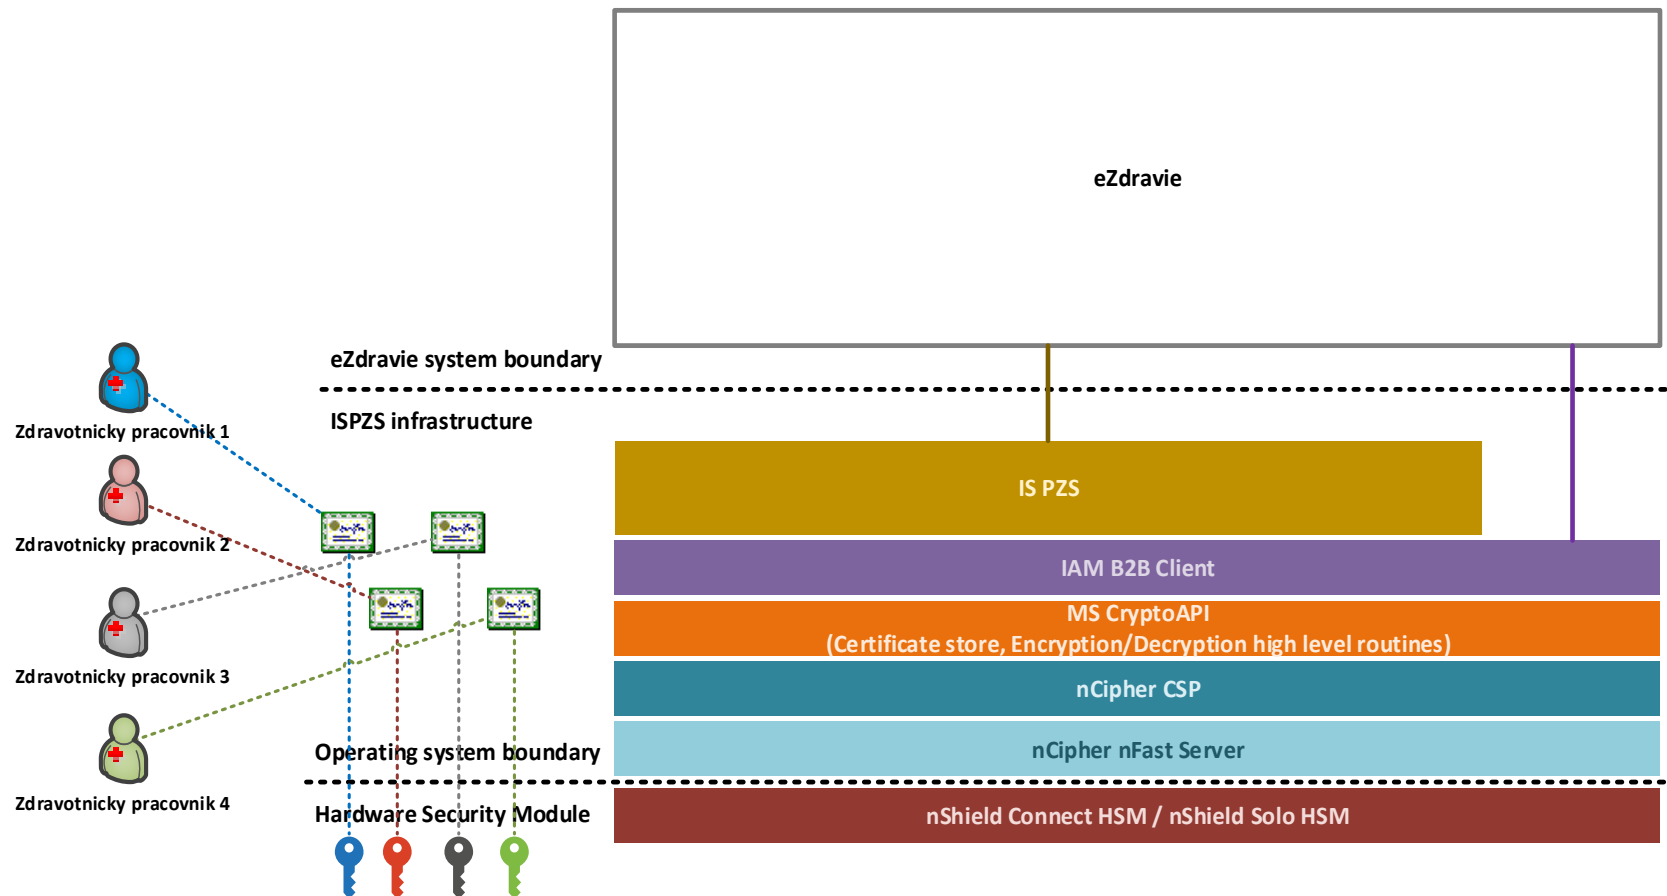 eZdravie
eZdravie system boundary
ISPZS infrastructure
Zdravotnicky pracovnik 1
Zdravotnicky pracovnik 2
Zdravotnicky pracovnik 3
Zdravotnicky pracovnik 4
IS PZS
IAM B2B Client
MS CryptoAPI
(Certificate store, Encryption/Decryption high level routines)
nCipher CSP
nCipher nFast Server
Operating system boundary
Hardware Security Module
nShield Connect HSM / nShield Solo HSM